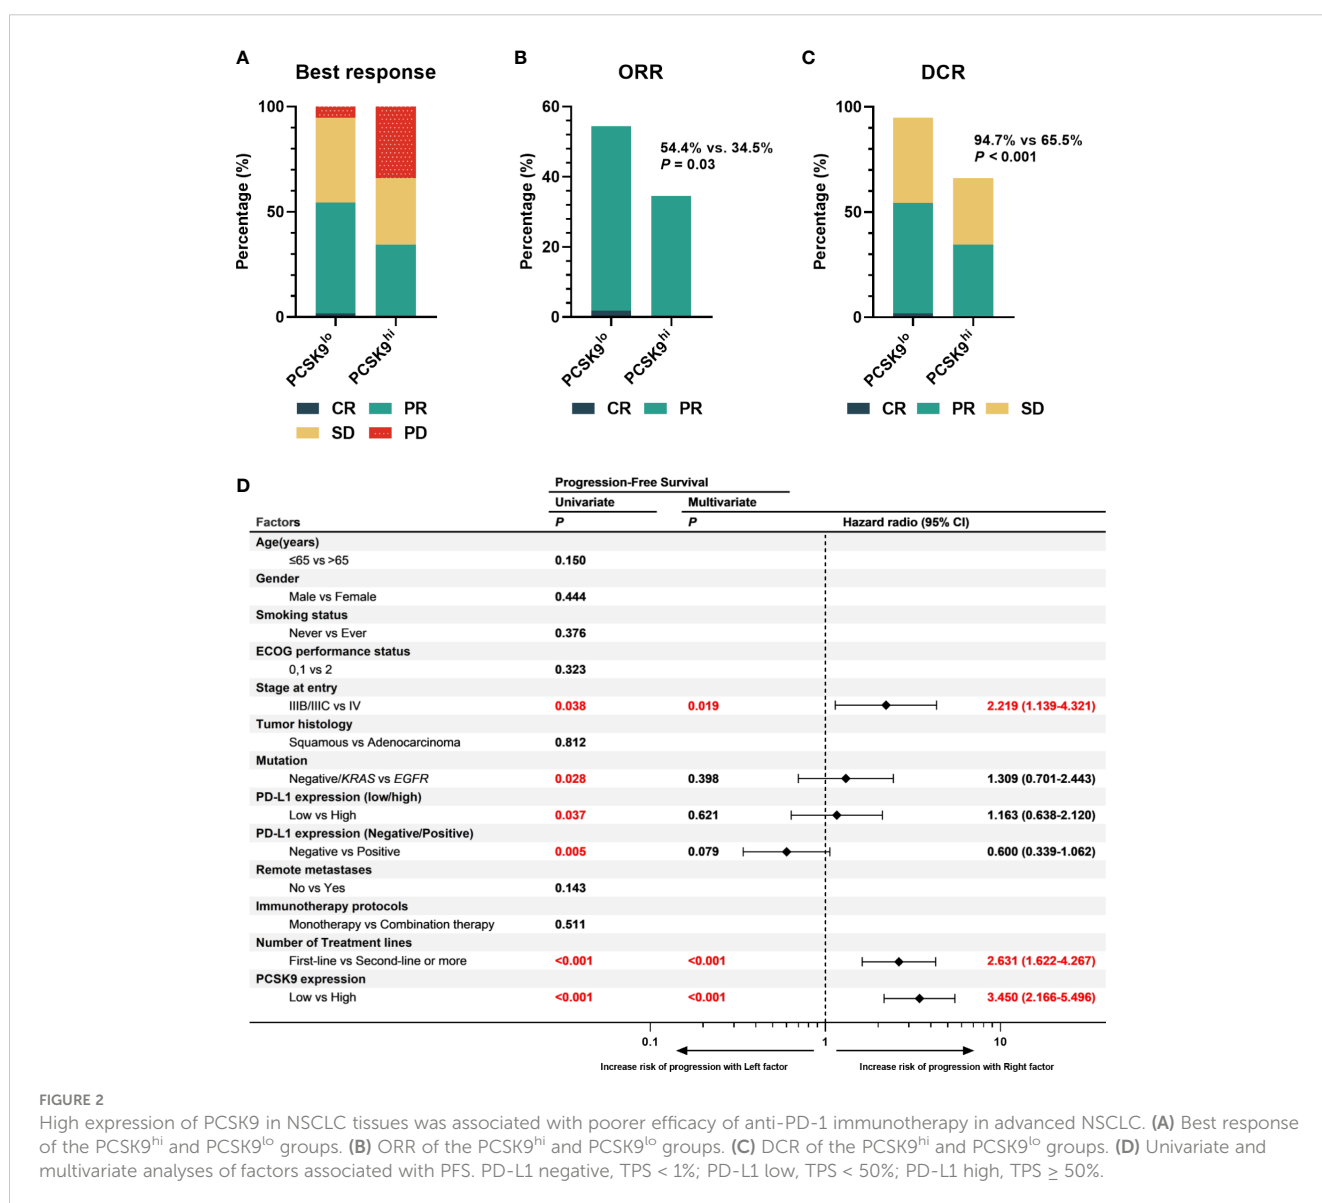 A
Best response
Percentage (%)
100
50
0
PCSK9lo
PCSK9hi
CR
PR
SD
PD
B
ORR
Percentage (%)
60
40
20
0
54.4% vs. 34.5%
P = 0.03
PCSK9lo
PCSK9hi
CR
PR
C
DCR
Percentage (%)
100
50
0
94.7% vs 65.5%
P < 0.001
PCSK9lo
PCSK9hi
CR
PR
SD
D
Progression-Free Survival
Univariate Multivariate
Factors P P Hazard radio (95% CI)
Age(years)
≤65 vs >65 0.150
Gender
Male vs Female 0.444
Smoking status
Never vs Ever 0.376
ECOG performance status
0,1 vs 2 0.323
Stage at entry
IIIB/IIIC vs IV 0.038 0.019 2.219 (1.139-4.321)
Tumor histology
Squamous vs Adenocarcinoma 0.812
Mutation
Negative/KRAS vs EGFR 0.028 0.398 1.309 (0.701-2.443)
PD-L1 expression (low/high)
Low vs High 0.037 0.621 1.163 (0.638-2.120)
PD-L1 expression (Negative/Positive)
Negative vs Positive 0.005 0.079 0.600 (0.339-1.062)
Remote metastases
No vs Yes 0.143
Immunotherapy protocols
Monotherapy vs Combination therapy 0.511
Number of Treatment lines
First-line vs Second-line or more <0.001 <0.001 2.631 (1.622-4.267)
PCSK9 expression
Low vs High <0.001 <0.001 3.450 (2.166-5.496)
0.1 1 10
Increase risk of progression with Left factor Increase risk of progression with Right factor
FIGURE 2
High expression of PCSK9 in NSCLC tissues was associated with poorer efficacy of anti-PD-1 immunotherapy in advanced NSCLC. (A) Best response
of the PCSK9hi and PCSK9lo groups. (B) ORR of the PCSK9hi and PCSK9lo groups. (C) DCR of the PCSK9hi and PCSK9lo groups. (D) Univariate and
multivariate analyses of factors associated with PFS. PD-L1 negative, TPS < 1%; PD-L1 low, TPS < 50%; PD-L1 high, TPS ≥ 50%.